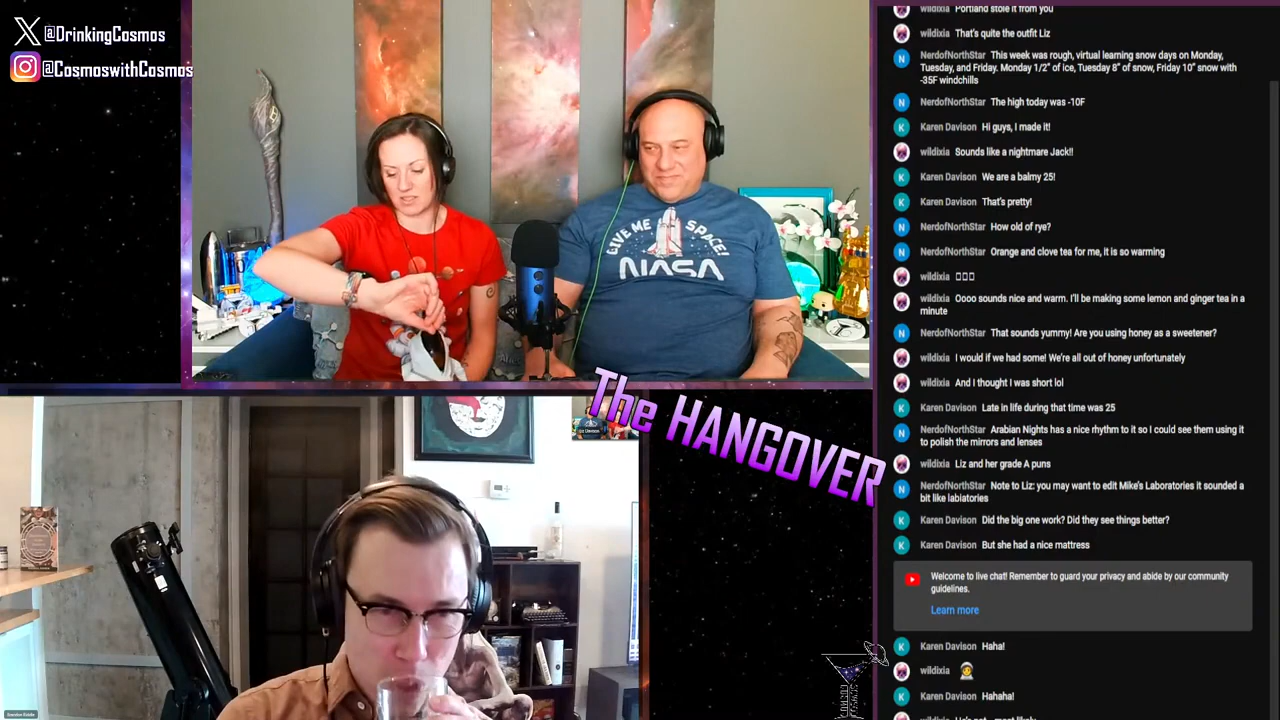 @DrinkingCosmos
@CosmoswithCosmos
GIVE ME SPACE!
NASA
The HANGOVER
Portland stole it from you
wildixia That's quite the outfit Liz
N NerdofNorthStar This week was rough, virtual learning snow days on Monday,
Tuesday, and Friday. Monday 1/2" of ice, Tuesday 8" of snow, Friday 10" snow with
-35F windchills
N NerdofNorthStar The high today was -10F
K Karen Davison Hi guys, I made it!
wildixia Sounds like a nightmare Jack!!
K Karen Davison We are a balmy 25!
K Karen Davison That's pretty!
N NerdofNorthStar How old of rye?
N NerdofNorthStar Orange and clove tea for me, it is so warming
wildixia
wildixia Oooo sounds nice and warm. I'll be making some lemon and ginger tea in a
minute
N NerdofNorthStar That sounds yummy! Are you using honey as a sweetener?
wildixia I would if we had some! We're all out of honey unfortunately
wildixia And I thought I was short lol
K Karen Davison Late in life during that time was 25
N NerdofNorthStar Arabian Nights has a nice rhythm to it so I could see them using it
to polish the mirrors and lenses
wildixia Liz and her grade A puns
N NerdofNorthStar Note to Liz: you may want to edit Mike's Laboratories it sounded a
bit like labiatories
K Karen Davison Did the big one work? Did they see things better?
K Karen Davison But she had a nice mattress
Welcome to live chat! Remember to guard your privacy and abide by our community
guidelines.
Learn more
K Karen Davison Haha!
wildixia
K Karen Davison Hahaha!